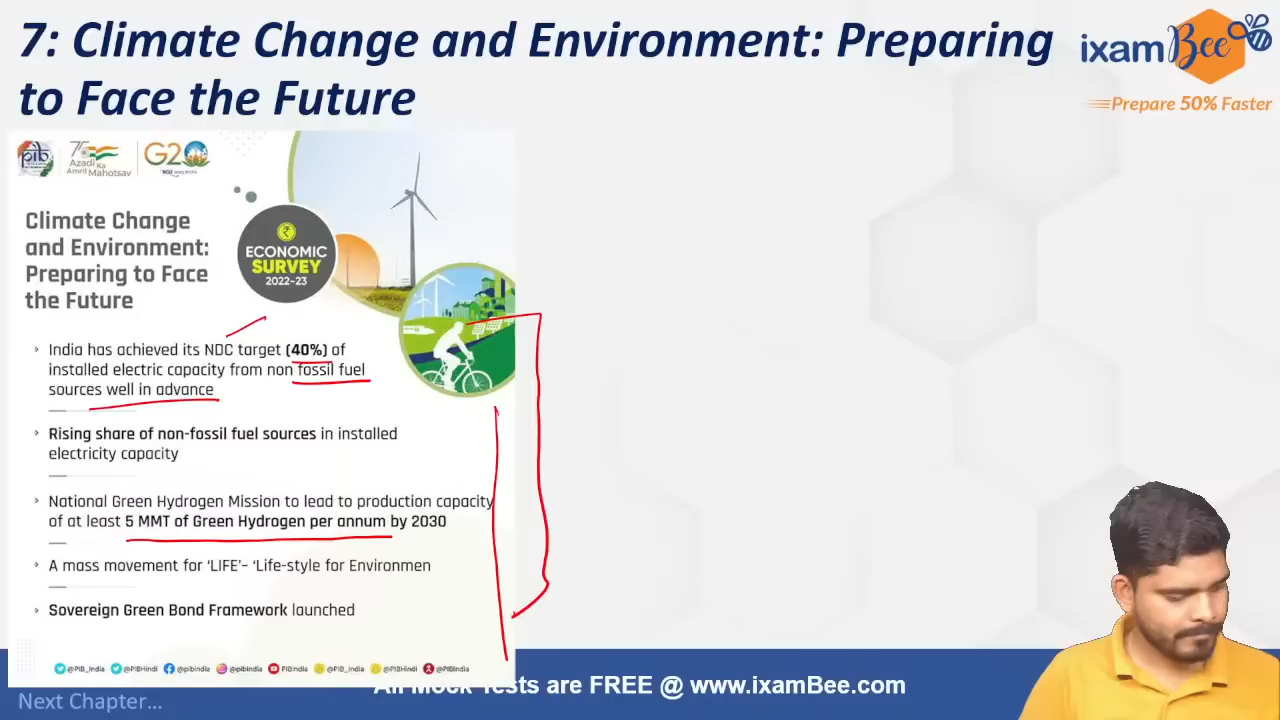 7: Climate Change and Environment: Preparing
to Face the Future
ixamBee
Prepare 50% Faster
pib
75
Azadi
Ka
Amrit Mahotsav
G20
Climate Change
and Environment:
Preparing to Face
the Future
₹
ECONOMIC
SURVEY
2022-23
› India has achieved its NDC target (40%) of
installed electric capacity from non fossil fuel
sources well in advance
› Rising share of non-fossil fuel sources in installed
electricity capacity
› National Green Hydrogen Mission to lead to production capacity
of at least 5 MMT of Green Hydrogen per annum by 2030
› A mass movement for ‘LIFE’– ‘Life-style for Environmen
› Sovereign Green Bond Framework launched
@PIB_India @PIBHindi @pibindia @pibindia PIBindia @PIB_India @PIBHindi @PIBIndia
All Mock Tests are FREE @ www.ixamBee.com
Next Chapter...